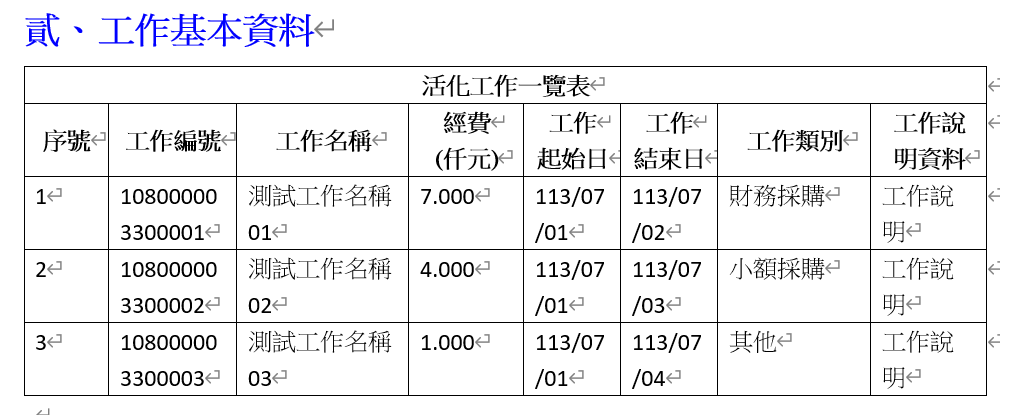 貳、工作基本資料
活化工作一覽表
序號 工作編號 工作名稱 經費(仟元) 工作起始日 工作結束日 工作類別 工作說明資料
1 108000003300001 測試工作名稱01 7.000 113/07/01 113/07/02 財務採購 工作說明
2 108000003300002 測試工作名稱02 4.000 113/07/01 113/07/03 小額採購 工作說明
3 108000003300003 測試工作名稱03 1.000 113/07/01 113/07/04 其他 工作說明